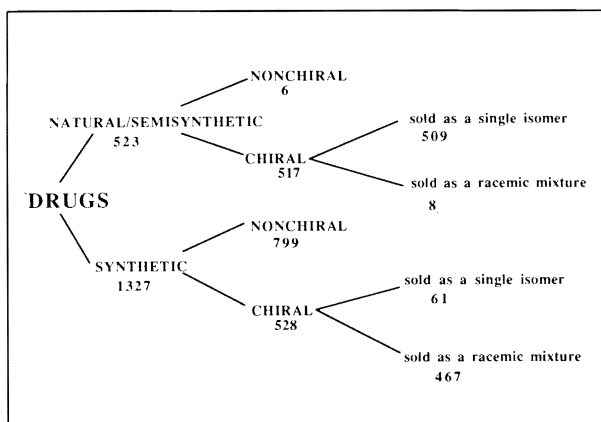 NONCHIRAL
6
NATURAL/SEMISYNTHETIC
523
sold as a single isomer
509
CHIRAL
517
sold as a racemic mixture
8
DRUGS
NONCHIRAL
799
SYNTHETIC
1327
sold as a single isomer
61
CHIRAL
528
sold as a racemic mixture
467